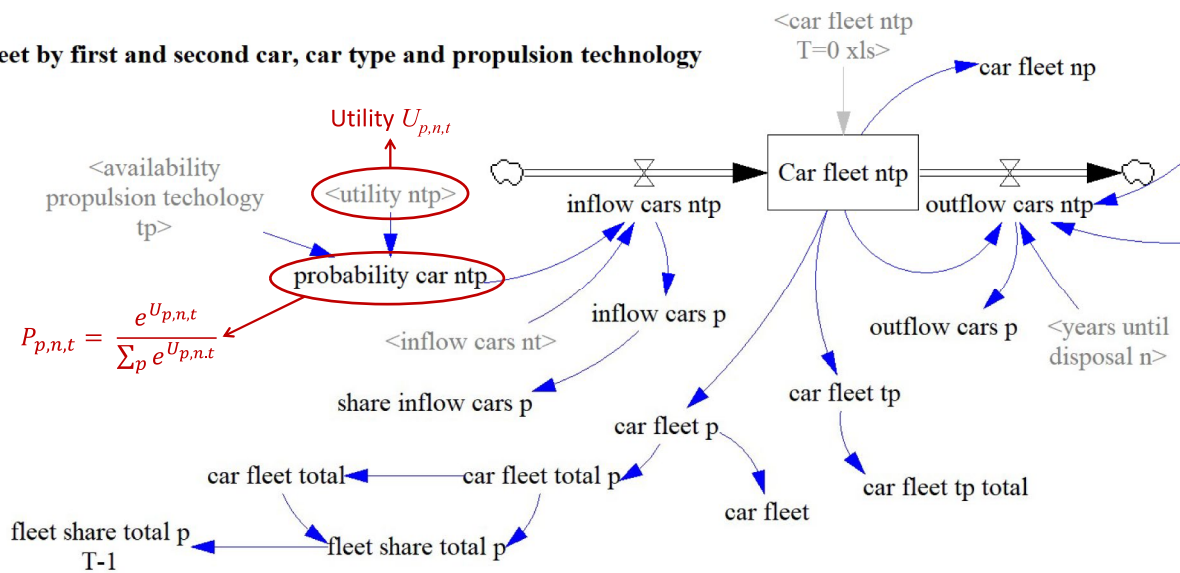 eet by first and second car, car type and propulsion technology
<car fleet ntp
T=0 xls>
car fleet np
Utility U_{p,n,t}
<availability
propulsion techology
tp>
<utility ntp>
inflow cars ntp
Car fleet ntp
outflow cars ntp
probability car ntp
P_{p,n,t} = e^{U_{p,n,t}} / ∑_p e^{U_{p,n.t}}
<inflow cars nt>
inflow cars p
outflow cars p
<years until
disposal n>
share inflow cars p
car fleet tp
car fleet p
car fleet total
car fleet total p
car fleet tp total
car fleet
fleet share total p
T-1
fleet share total p